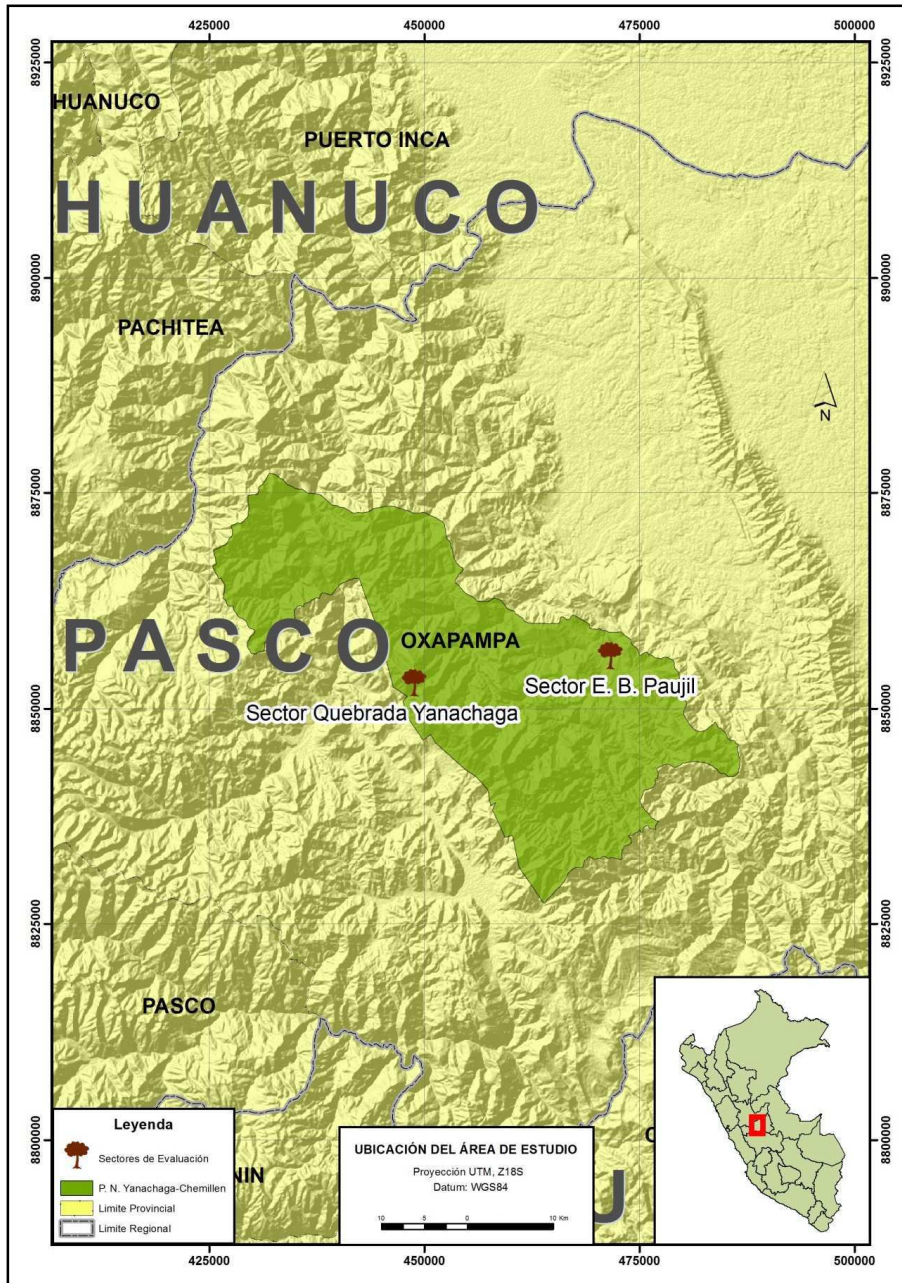 425000 450000 475000 500000
8925000 8925000
HUANUCO
PUERTO INCA
HUANUCO
8900000 8900000
PACHITEA
N
8875000 8875000
PASCO
OXAPAMPA
Sector E. B. Paujil
Sector Quebrada Yanachaga
8850000 8850000
8825000 8825000
PASCO
8800000 8800000
Leyenda
Sectores de Evaluación
P. N. Yanachaga-Chemillen
Limite Provincial
Limite Regional
NIN
UBICACIÓN DEL ÁREA DE ESTUDIO
Proyección UTM, Z18S
Datum: WGS84
10 5 0 10 Km
U
425000 450000 475000 500000